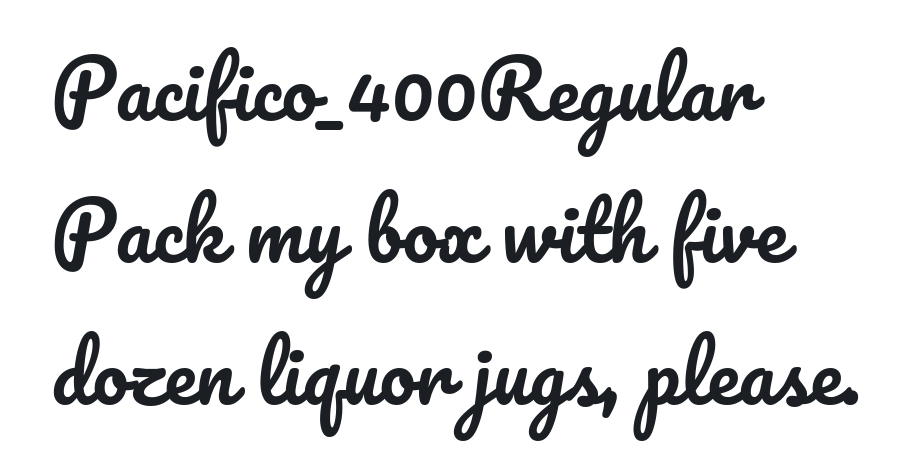 Pacifico_400Regular
Pack my box with five
dozen liquor jugs, please.